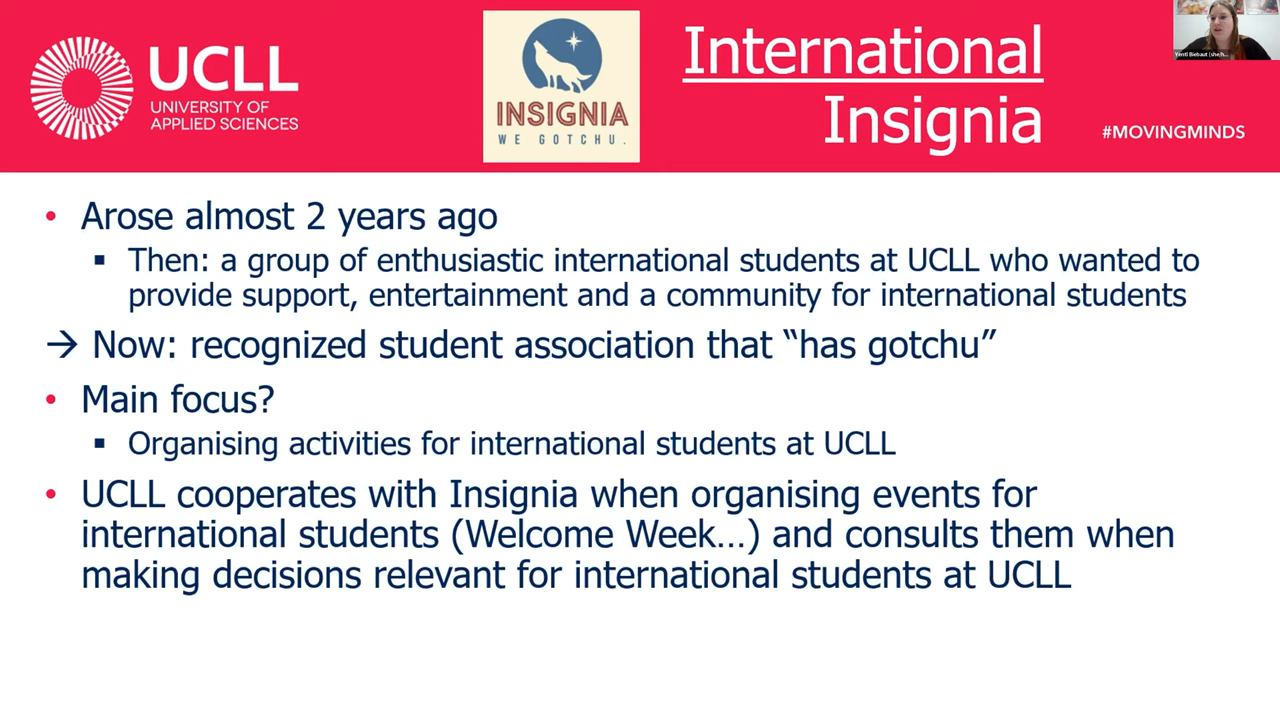 UCLL
UNIVERSITY OF
APPLIED SCIENCES
INSIGNIA
WE GOTCHU.
International
Insignia
#MOVINGMINDS
Yentl Biebaut (she/h...
• Arose almost 2 years ago
▪ Then: a group of enthusiastic international students at UCLL who wanted to
provide support, entertainment and a community for international students
→ Now: recognized student association that “has gotchu”
• Main focus?
▪ Organising activities for international students at UCLL
• UCLL cooperates with Insignia when organising events for
international students (Welcome Week…) and consults them when
making decisions relevant for international students at UCLL